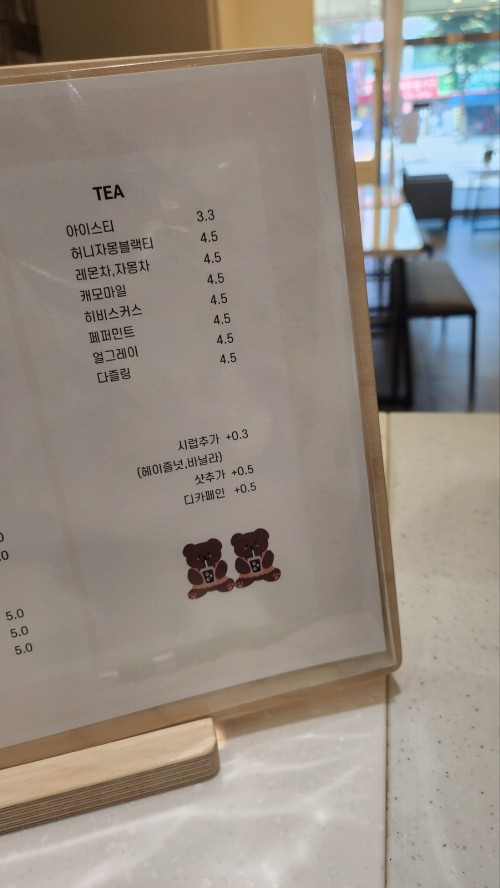 TEA
아이스티 3.3
허니자몽블랙티 4.5
레몬차,자몽차 4.5
캐모마일 4.5
히비스커스 4.5
페퍼민트 4.5
얼그레이 4.5
다즐링 4.5
시럽추가 +0.3
(헤이즐넛,바닐라)
샷추가 +0.5
디카페인 +0.5
5.0
5.0
5.0